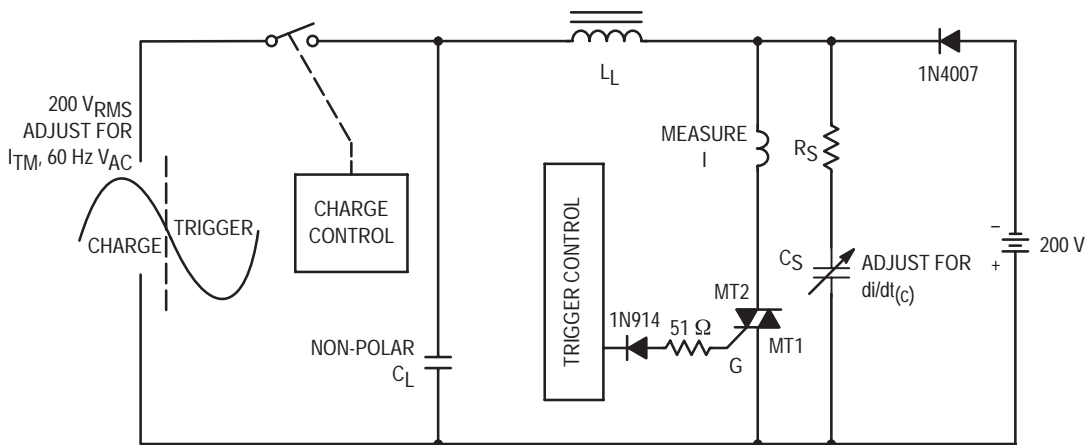 200 VRMS
ADJUST FOR
ITM, 60 Hz VAC
CHARGE
TRIGGER
CHARGE
CONTROL
NON-POLAR
CL
LL
MEASURE
I
TRIGGER CONTROL
1N914
51 Ω
G
MT2
MT1
RS
CS
ADJUST FOR
di/dt(c)
1N4007
–
+
200 V